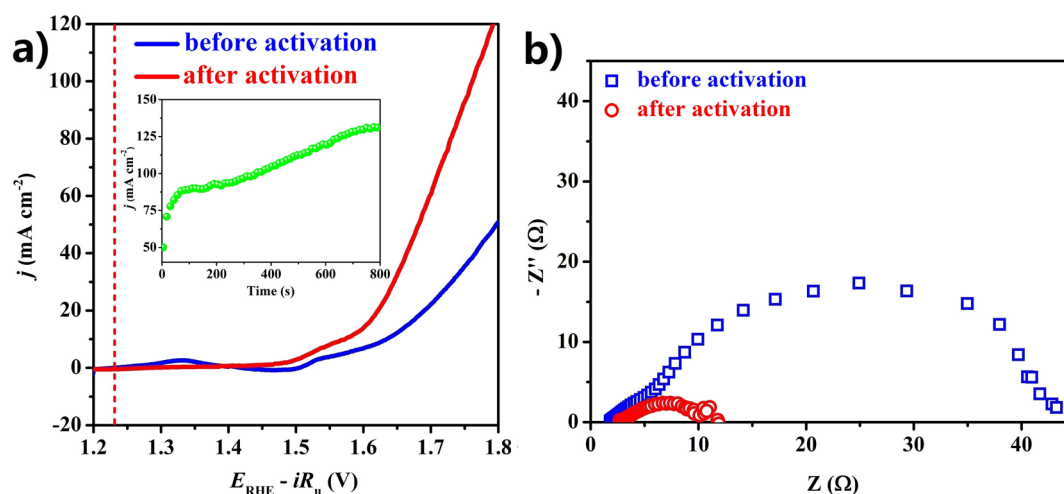 a)
before activation
after activation
120
100
80
60
40
20
0
-20
j (mA cm⁻²)
1.2 1.3 1.4 1.5 1.6 1.7 1.8
E_RHE - iR_u (V)
150
125
100
75
50
j (mA cm⁻²)
0 200 400 600 800
Time (s)
b)
before activation
after activation
40
30
20
10
0
- Z'' (Ω)
0 10 20 30 40
Z (Ω)